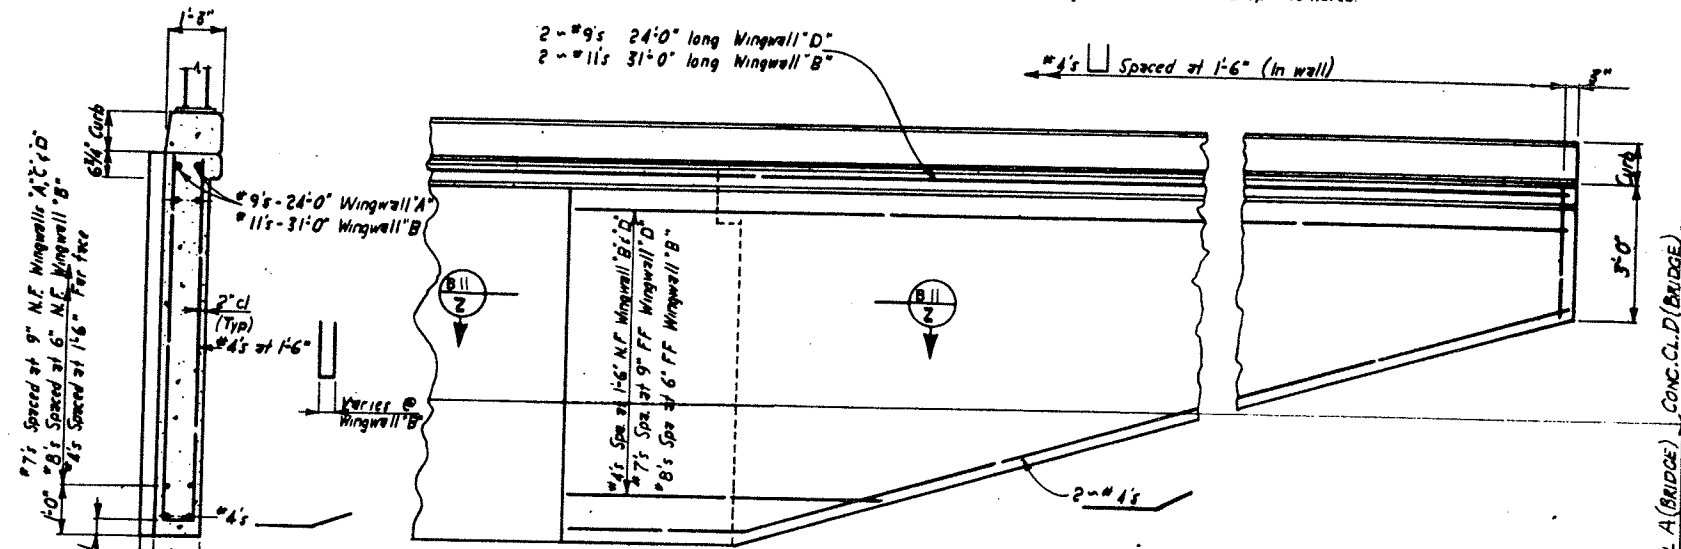 1'-8"
2 ~ #9's 24'-0" long Wingwall "D"
2 ~ #11's 31'-0" long Wingwall "B"
#4's Spaced at 1'-6" (In wall)
6 3/4" Curb
#9's - 24'-0" Wingwall "A"
#11's - 31'-0" Wingwall "B
#7's Spaced at 9" N.F. Wingwalls "A,"C"&"D"
#8's Spaced at 6" N.F. Wingwall "B"
#4's Spaced at 1'-6" Far face
2" cl
(Typ)
#4's at 1'-6"
Varies @
Wingwall "B"
1'-0"
#4's
B11
2
B11
2
#4's Spa. at 1'-6" N.F. Wingwall "B"&"D"
#7's Spa. at 9" FF Wingwall "D"
#8's Spa at 6" FF Wingwall "B"
2 ~ #4's
Curb
3'-0"
A (BRIDGE)
CONC. CL. D (BRIDGE)